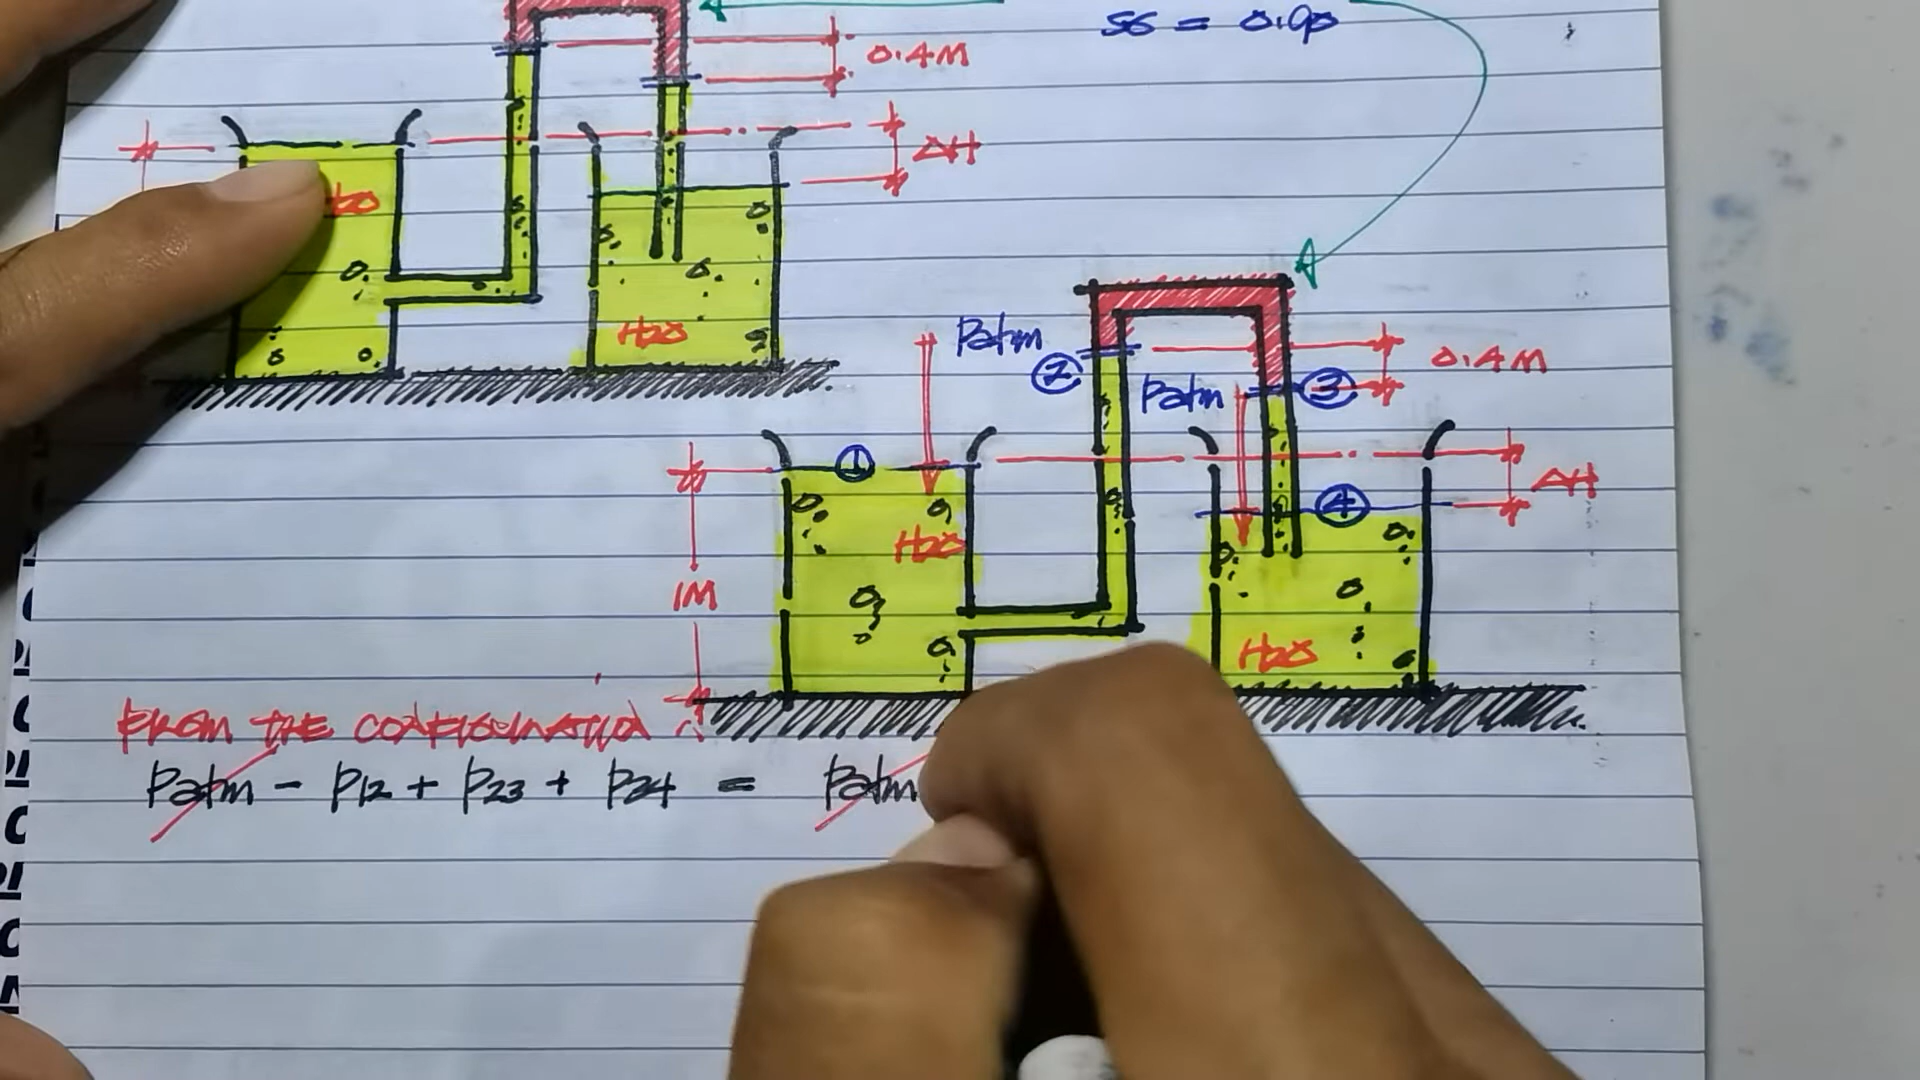 SG = 0.90
0.4M
ΔH
H2O
H2O
Patm
2
Patm
3
0.4M
1
4
ΔH
H2O
1M
H2O
FROM THE CONFIGURATION :
Patm - P12 + P23 + P34 = Patm